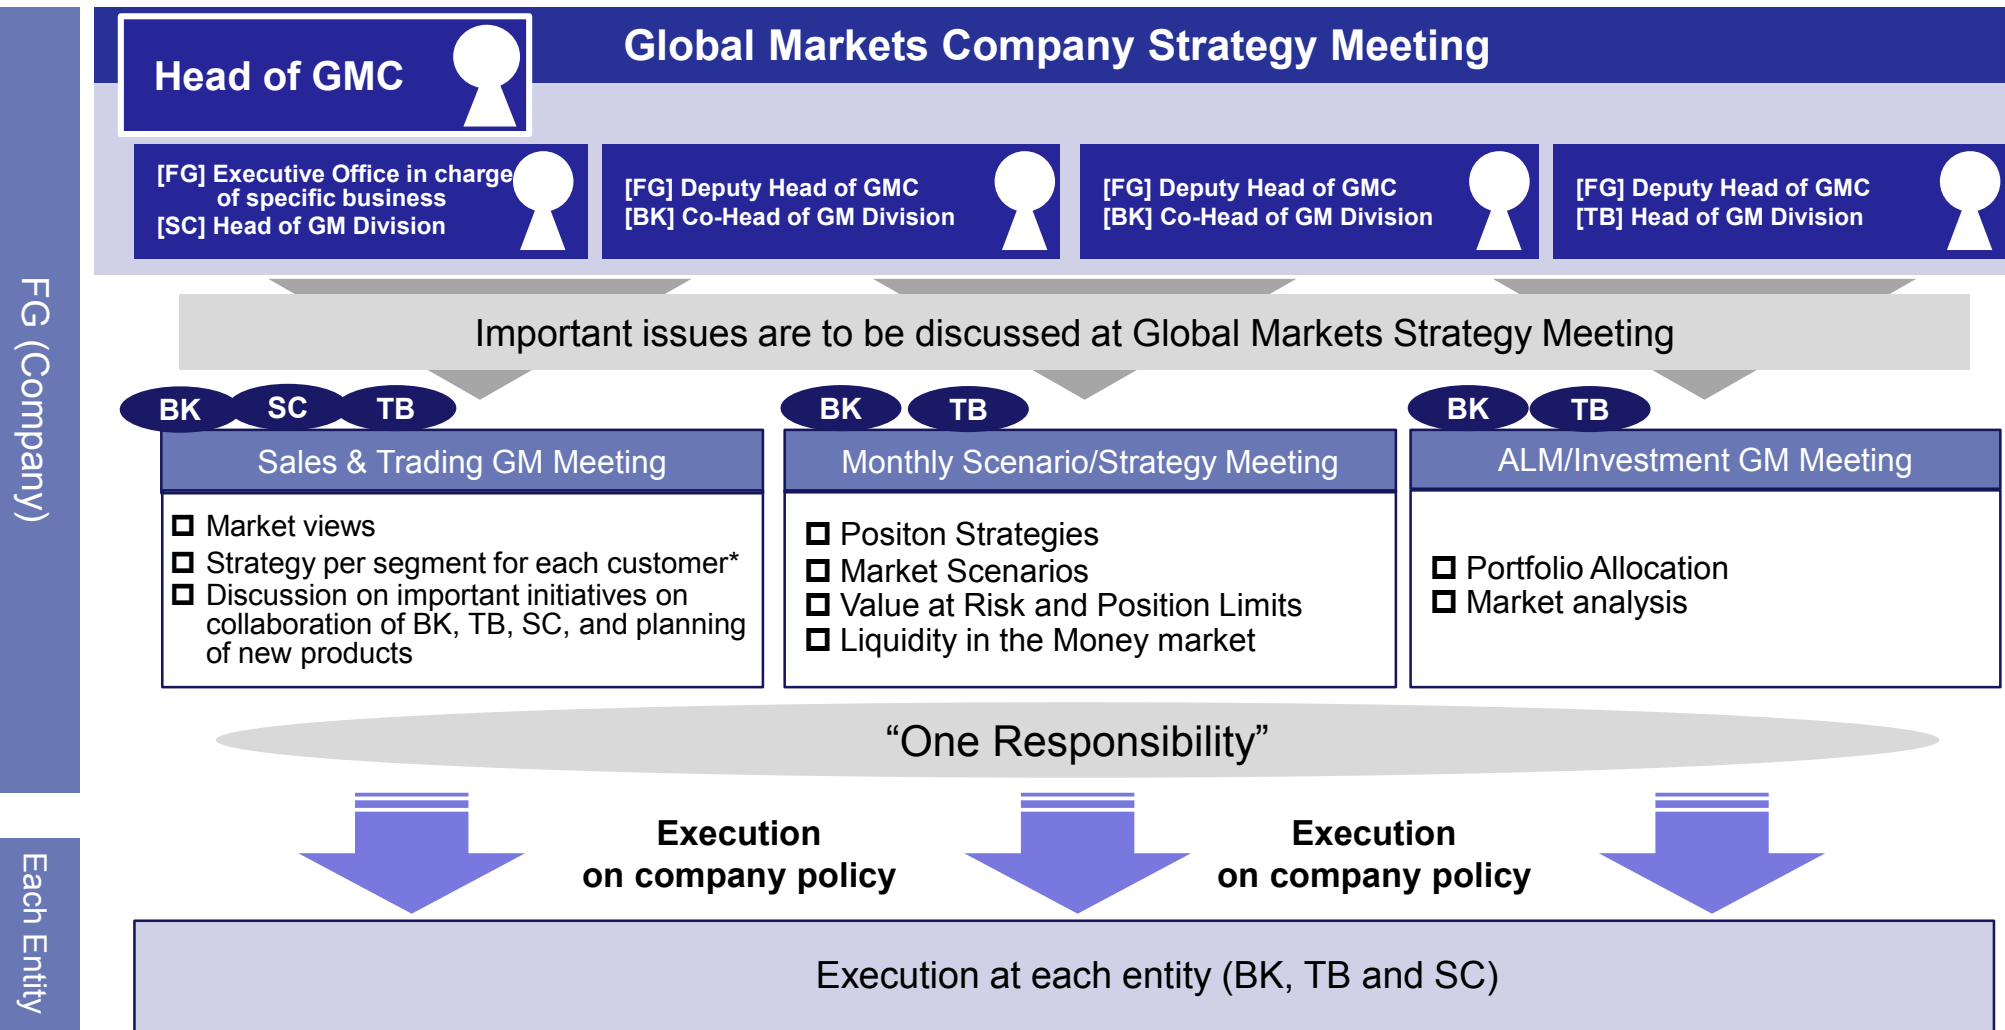 Global Markets Company Strategy Meeting
Head of GMC
[FG] Executive Office in charge
of specific business
[SC] Head of GM Division
[FG] Deputy Head of GMC
[BK] Co-Head of GM Division
[FG] Deputy Head of GMC
[BK] Co-Head of GM Division
[FG] Deputy Head of GMC
[TB] Head of GM Division
FG (Company)
Important issues are to be discussed at Global Markets Strategy Meeting
BK SC TB
Sales & Trading GM Meeting
Market views
Strategy per segment for each customer*
Discussion on important initiatives on
collaboration of BK, TB, SC, and planning
of new products
BK TB
Monthly Scenario/Strategy Meeting
Positon Strategies
Market Scenarios
Value at Risk and Position Limits
Liquidity in the Money market
BK TB
ALM/Investment GM Meeting
Portfolio Allocation
Market analysis
“One Responsibility”
Execution
on company policy
Execution
on company policy
Each Entity
Execution at each entity (BK, TB and SC)